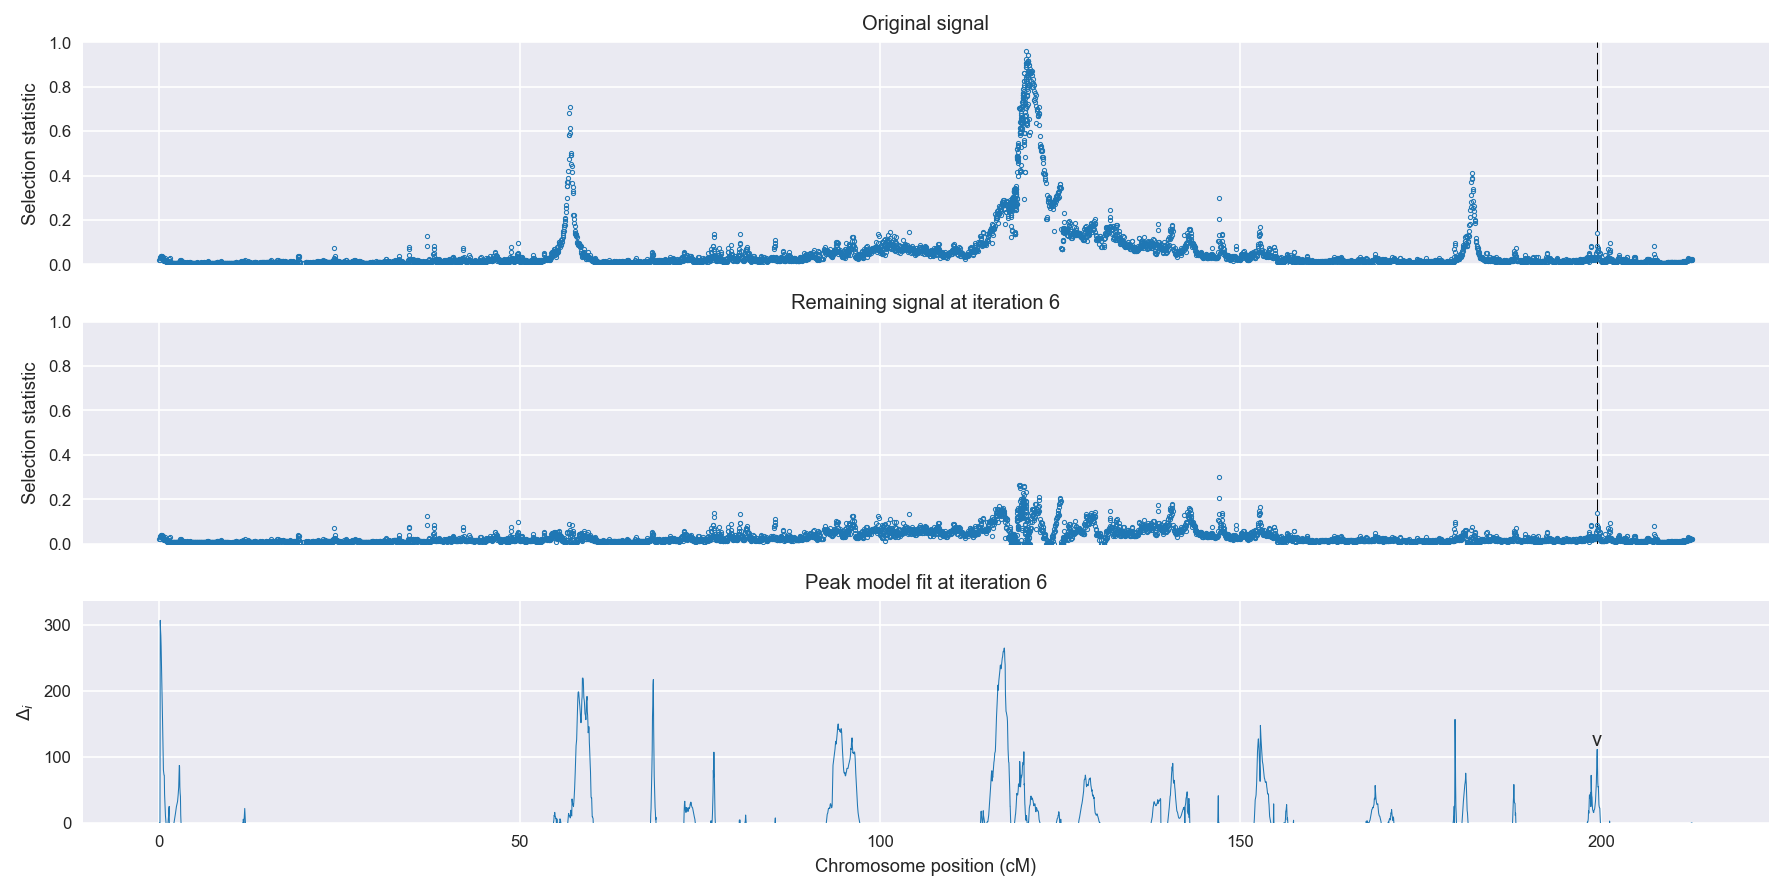 Original signal
Selection statistic
1.0
0.8
0.6
0.4
0.2
0.0
Remaining signal at iteration 6
Selection statistic
1.0
0.8
0.6
0.4
0.2
0.0
Peak model fit at iteration 6
Δi
300
200
100
0
v
0 50 100 150 200
Chromosome position (cM)